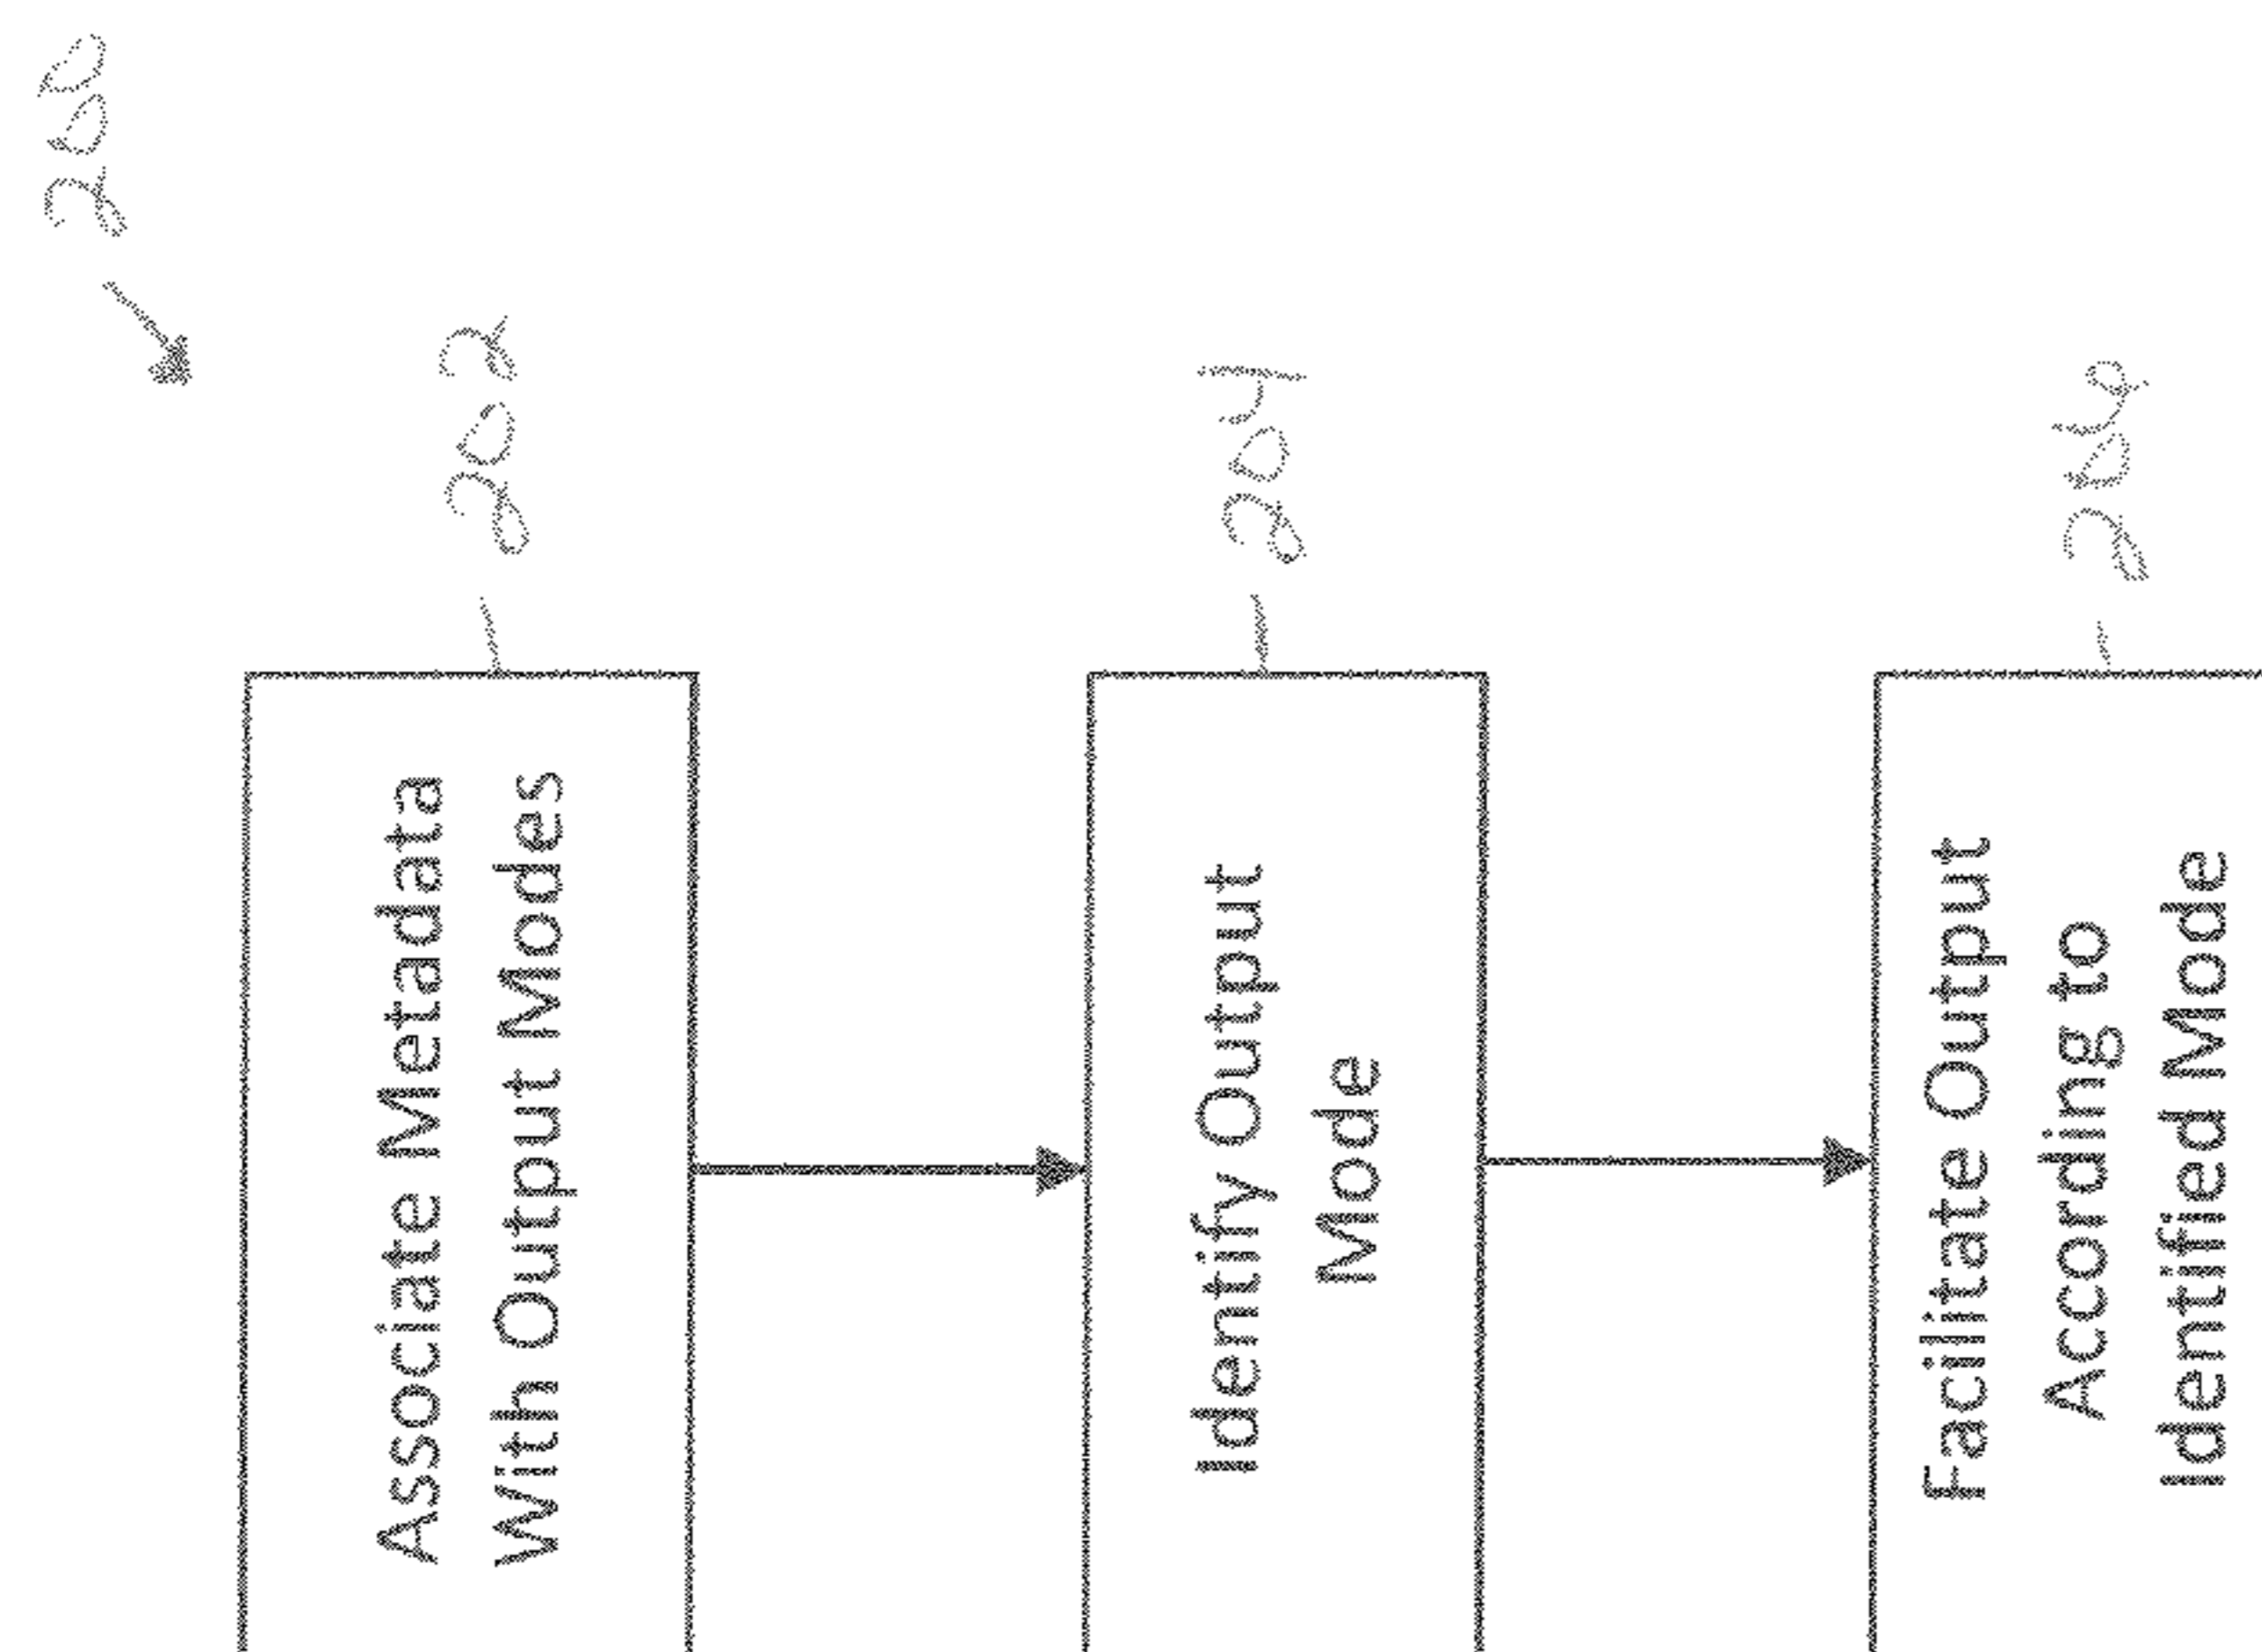 200
Associate Metadata
With Output Modes
202
Identify Output
Mode
204
Facilitate Output
According to
Identified Mode
206